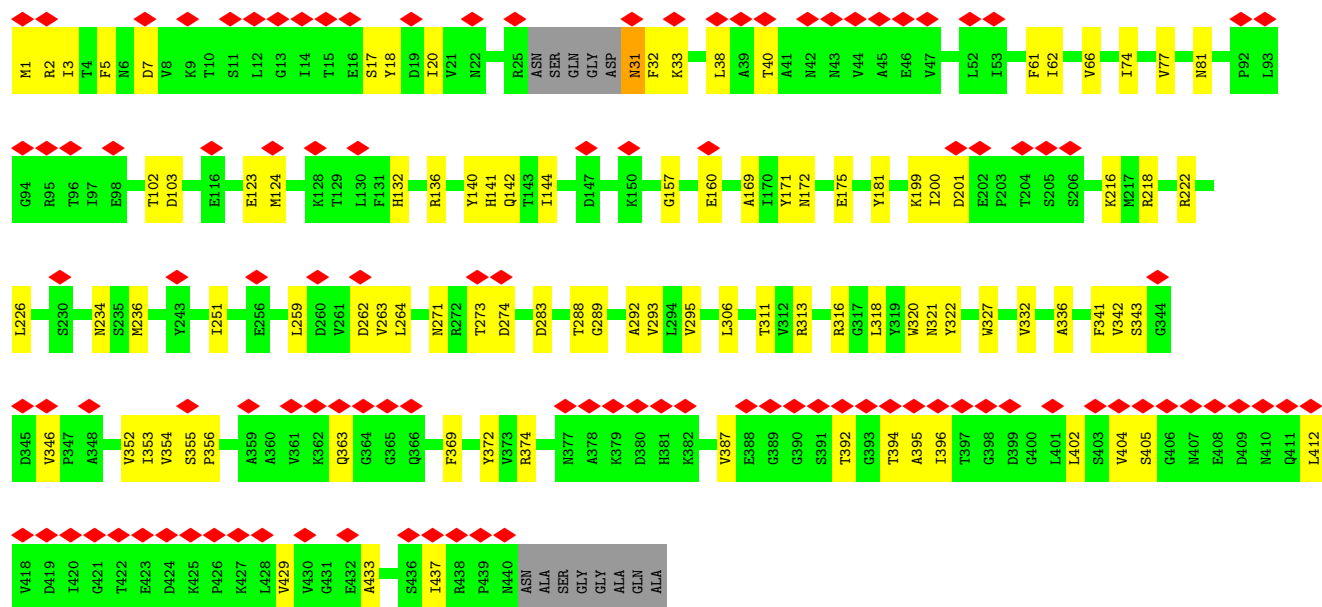 M1 R2 I3 T4 F5 N6 D7 V8 K9 T10 S11 L12 G13 I14 T15 E16 S17 Y18 D19 I20 V21 N22 R25 ASN SER GLN GLY ASP N31 F32 K33 L38 A39 T40 A41 N42 N43 V44 A45 E46 V47 L52 I53 F61 I62 V66 I74 V77 N81 P92 L93
G94 R95 T96 I97 E98 T102 D103 E116 E123 M124 K128 T129 L130 F131 H132 R136 Y140 H141 Q142 T143 I144 D147 K150 G157 E160 A169 I170 Y171 N172 E175 Y181 K199 I200 D201 E202 P203 T204 S205 S206 K216 M217 R218 R222
L226 S230 N234 S235 M236 Y243 I251 E256 L259 D260 V261 D262 V263 L264 N271 R272 T273 D274 D283 T288 G289 A292 V293 L294 V295 L306 T311 V312 R313 R316 G317 L318 Y319 W320 N321 Y322 W327 V332 A336 F341 V342 S343 G344
D345 V346 P347 A348 V352 I353 V354 S355 P356 A359 A360 V361 K362 Q363 G364 G365 Q366 F369 Y372 V373 R374 N377 A378 K379 D380 H381 K382 V387 E388 G389 G390 S391 T392 G393 T394 A395 I396 T397 G398 D399 G400 L401 L402 S403 V404 S405 G406 N407 E408 D409 N410 Q411 L412
V418 D419 I420 G421 T422 E423 D424 K425 P426 K427 L428 V429 V430 G431 E432 A433 S436 I437 R438 P439 N440 ASN ALA SER GLY GLY ALA GLN ALA